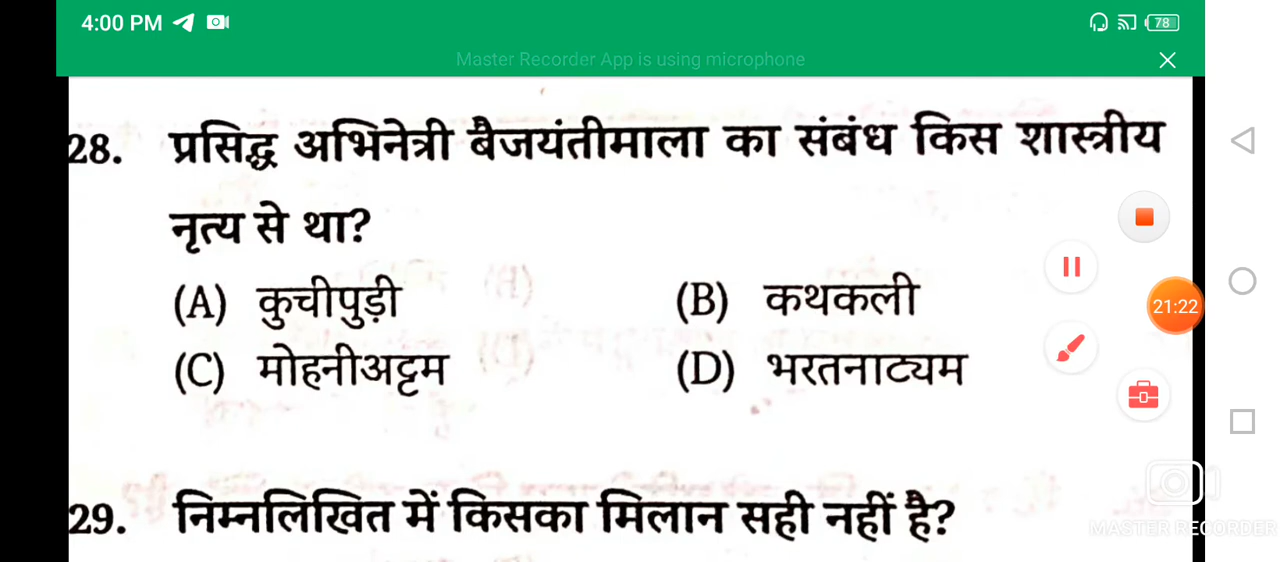 4:00 PM
78
Master Recorder App is using microphone
28. प्रसिद्ध अभिनेत्री बैजयंतीमाला का संबंध किस शास्त्रीय
नृत्य से था?
(A) कुचीपुड़ी (B) कथकली
(C) मोहनीअट्टम (D) भरतनाट्यम
21:22
29. निम्नलिखित में किसका मिलान सही नहीं है?
MASTER RECORDER